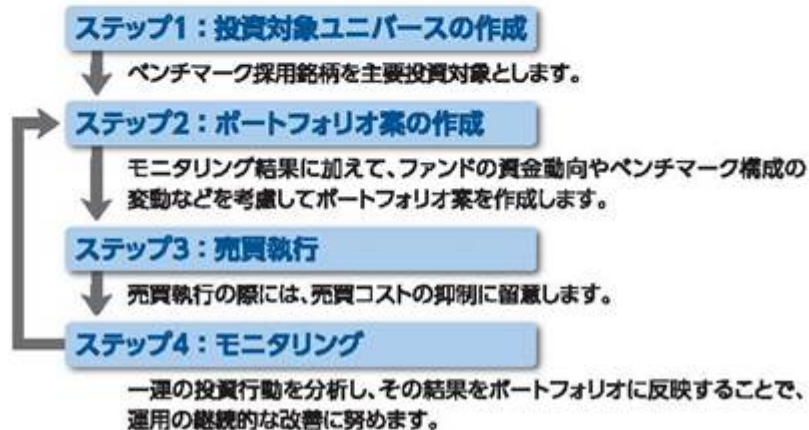 ステップ1：投資対象ユニバースの作成
ベンチマーク採用銘柄を主要投資対象とします。
ステップ2：ポートフォリオ案の作成
モニタリング結果に加えて、ファンドの資金動向やベンチマーク構成の
変動などを考慮してポートフォリオ案を作成します。
ステップ3：売買執行
売買執行の際には、売買コストの抑制に留意します。
ステップ4：モニタリング
一連の投資行動を分析し、その結果をポートフォリオに反映することで、
運用の継続的な改善に努めます。